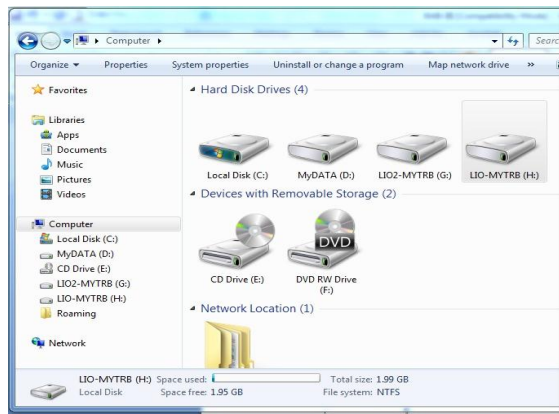 Computer
Sear
Organize
Properties
System properties
Uninstall or change a program
Map network drive
»
Favorites
Libraries
Apps
Documents
Music
Pictures
Videos
Computer
Local Disk (C:)
MyDATA (D:)
CD Drive (E:)
LIO2-MYTRB (G:)
LIO-MYTRB (H:)
Roaming
Network
Hard Disk Drives (4)
Local Disk (C:)
MyDATA (D:)
LIO2-MYTRB (G:)
LIO-MYTRB (H:)
Devices with Removable Storage (2)
DVD
CD Drive (E:)
DVD RW Drive
(F:)
Network Location (1)
LIO-MYTRB (H:) Space used: Total size: 1.99 GB
Local Disk Space free: 1.95 GB File system: NTFS